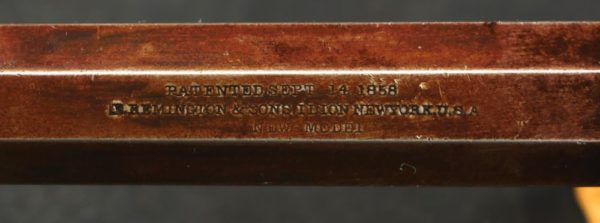 PATENTED SEPT. 14, 1858
E. REMINGTON & SONS, ILION NEW YORK, U.S.A
NEW MODEL